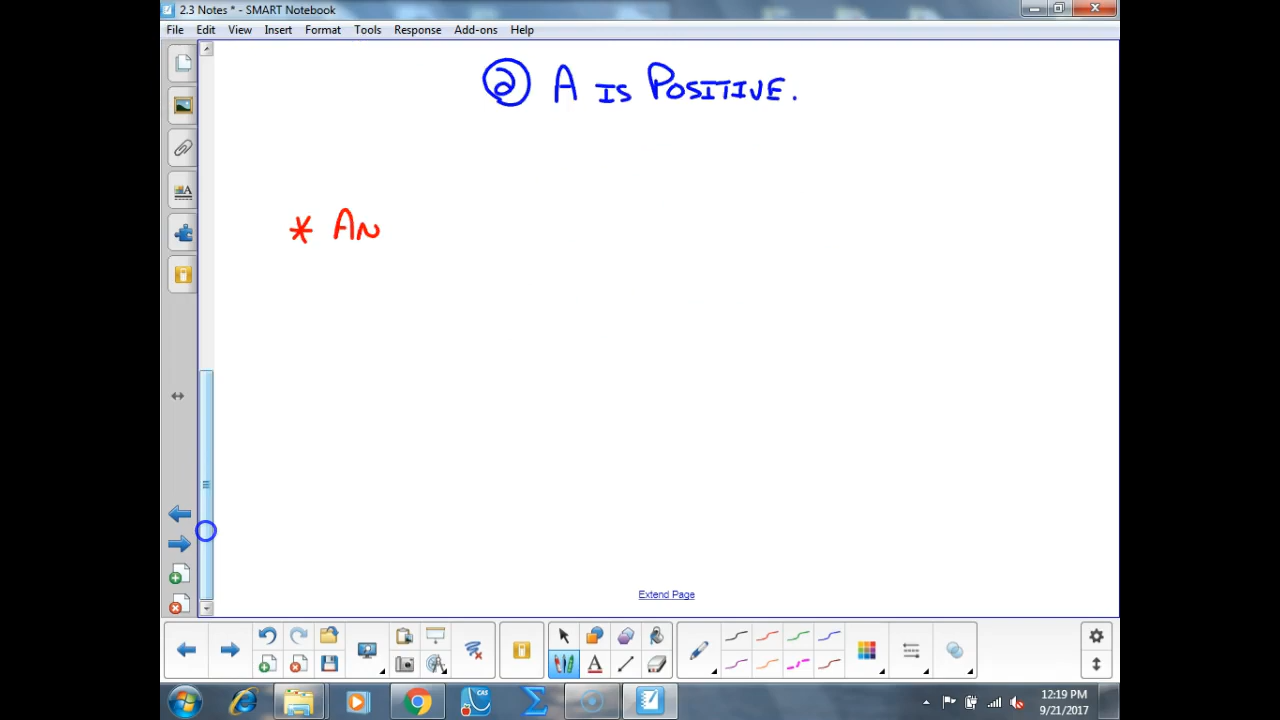 2.3 Notes * - SMART Notebook
File Edit View Insert Format Tools Response Add-ons Help
② A IS POSITIVE.
* AN
Extend Page
12:19 PM
9/21/2017